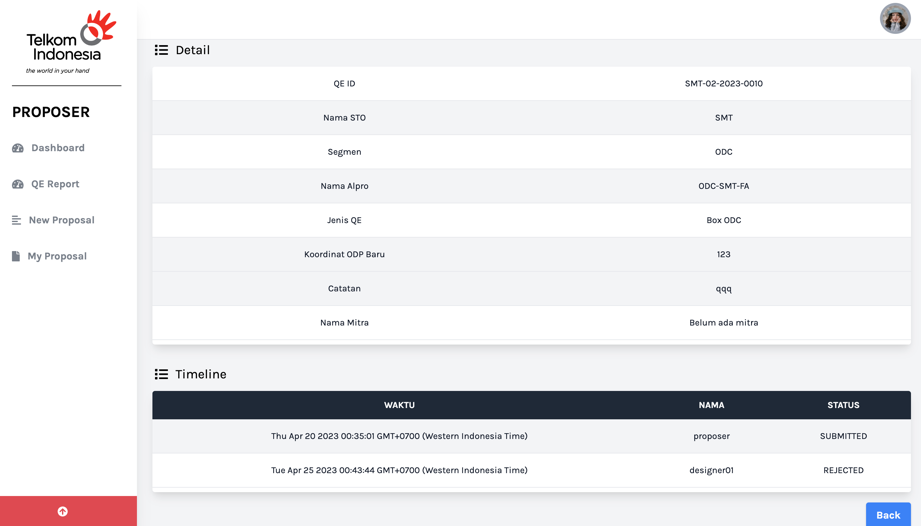 Telkom
Indonesia
the world in your hand
PROPOSER
Dashboard
QE Report
New Proposal
My Proposal
Detail
QE ID SMT-02-2023-0010
Nama STO SMT
Segmen ODC
Nama Alpro ODC-SMT-FA
Jenis QE Box ODC
Koordinat ODP Baru 123
Catatan qqq
Nama Mitra Belum ada mitra
Timeline
WAKTU NAMA STATUS
Thu Apr 20 2023 00:35:01 GMT+0700 (Western Indonesia Time) proposer SUBMITTED
Tue Apr 25 2023 00:43:44 GMT+0700 (Western Indonesia Time) designer01 REJECTED
Back